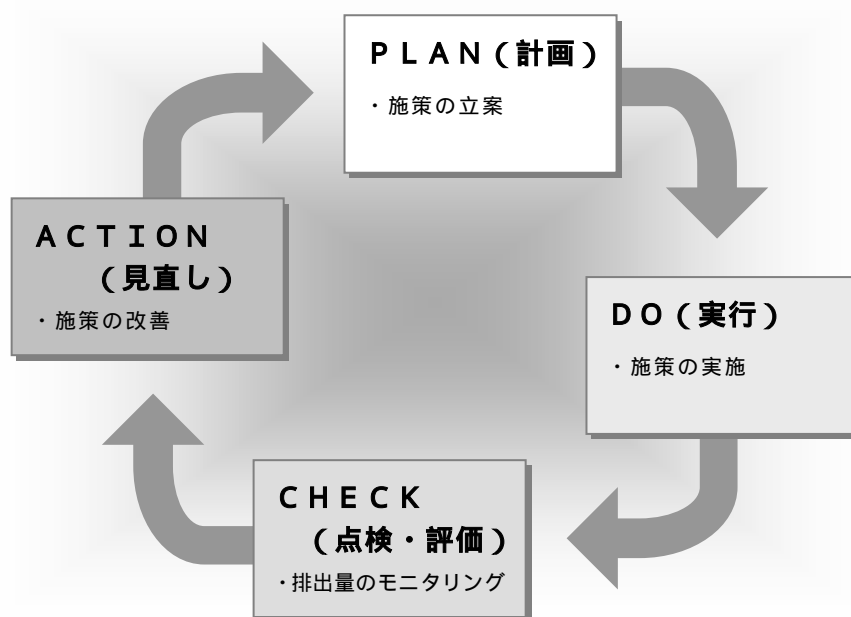 ＰＬＡＮ（計画）
・施策の立案
ＤＯ（実行）
・施策の実施
ＣＨＥＣＫ
（点検・評価）
・排出量のモニタリング
ＡＣＴＩＯＮ
（見直し）
・施策の改善